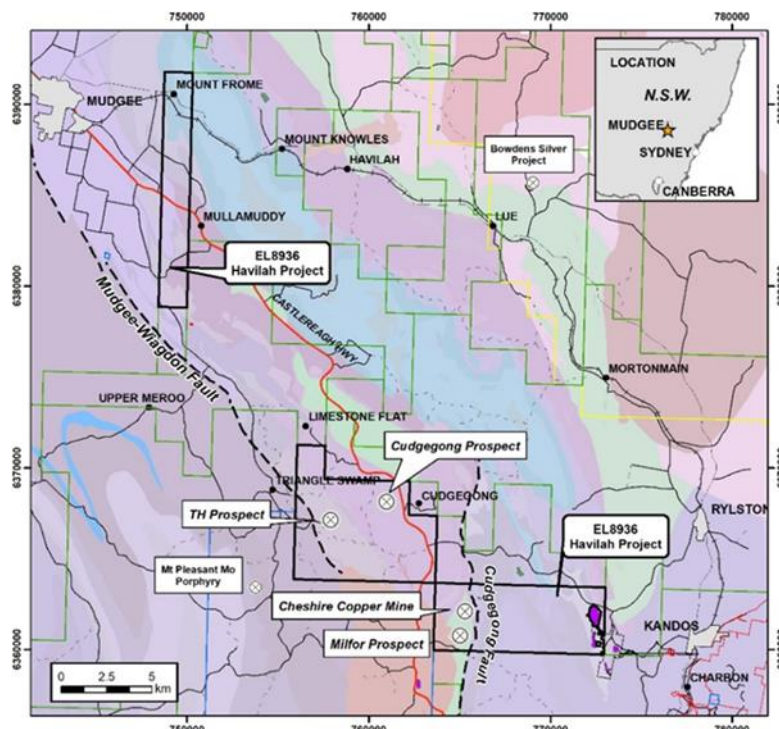 750000
760000
770000
780000
LOCATION
N.S.W.
MUDGEE
SYDNEY
CANBERRA
6390000
MUDGEE
MOUNT FROME
MOUNT KNOWLES
HAVILAH
Bowdens Silver
Project
MULLAMUDDY
LUE
EL8936
Havilah Project
6380000
Mudgee-Wiagdon Fault
CASTLEREAGH HWY
MORTONMAIN
UPPER MEROO
LIMESTONE FLAT
Cudgegong Prospect
6370000
TRIANGLE SWAMP
CUDGEGONG
RYLSTON
TH Prospect
EL8936
Havilah Project
Mt Pleasant Mo
Porphyry
Cheshire Copper Mine
Cudgegong Fault
KANDOS
Milfor Prospect
6360000
CHARBON
0 2.5 5
km
750000
760000
770000
780000